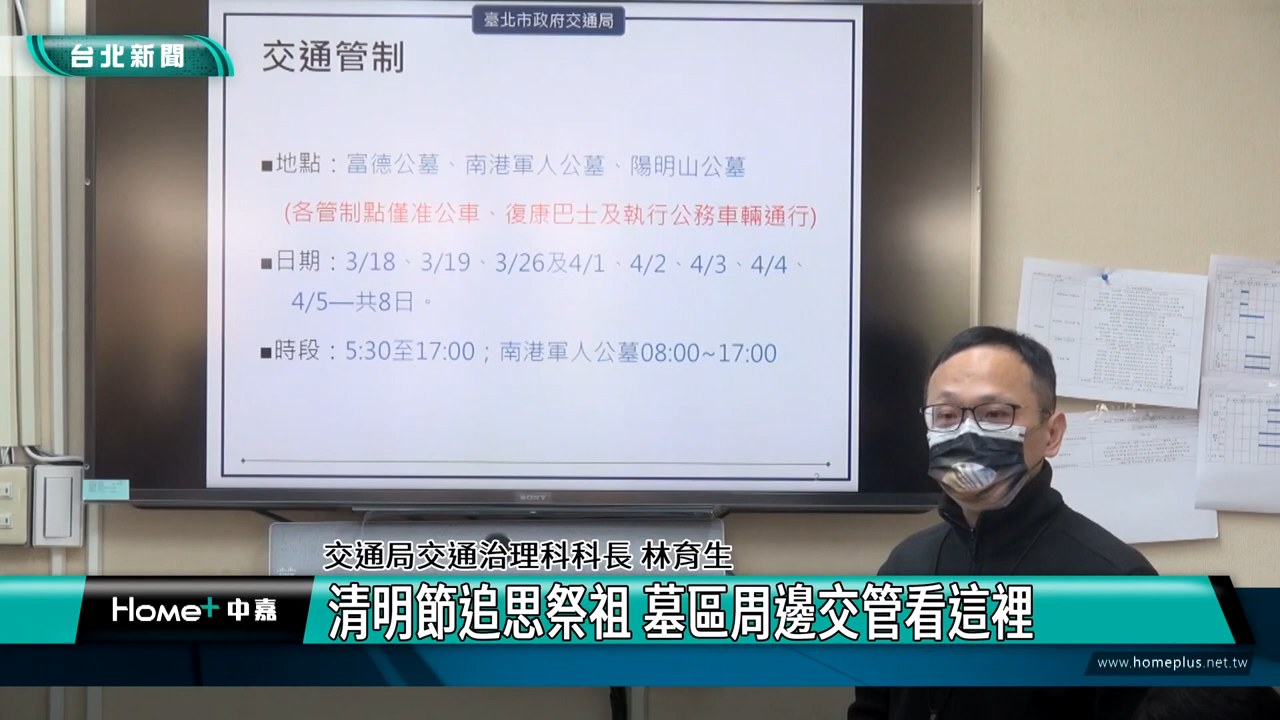 臺北市政府交通局
台北新聞
交通管制
■地點：富德公墓、南港軍人公墓、陽明山公墓
(各管制點僅准公車、復康巴士及執行公務車輛通行)
■日期：3/18、3/19、3/26及4/1、4/2、4/3、4/4、
4/5—共8日。
■時段：5:30至17:00；南港軍人公墓08:00~17:00
SONY
交通局交通治理科科長 林育生
Home+中嘉
清明節追思祭祖 墓區周邊交管看這裡
www.homeplus.net.tw